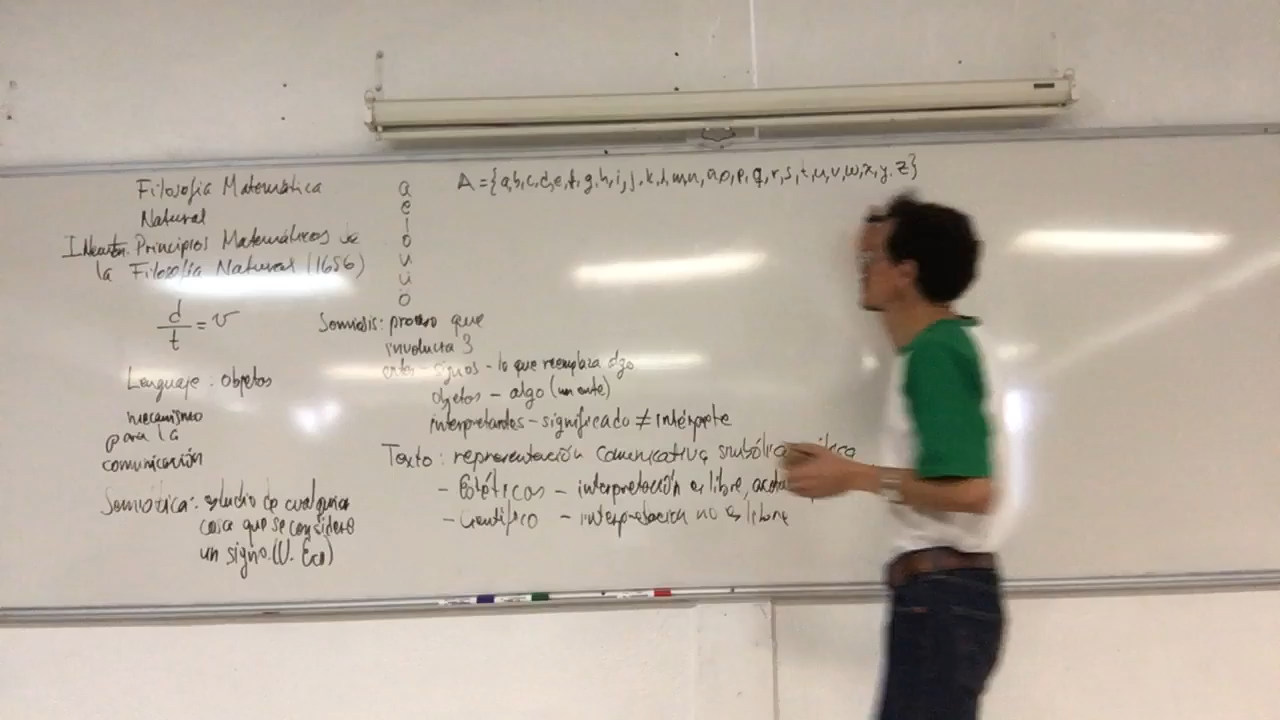 Filosofía Matemática
Natural
I. Newton. Principios Matemáticos de
la Filosofía Natural (1656)
d
t
= v
Lenguaje: objetos
mecanismo
para la
comunicación
Semiótica: estudio de cualquier
cosa que se considere
un signo. (U. Eco)
a
e
i
o
u
ü
ö
A = {a,b,c,d,e,f,g,h,i,j,k,l,m,n,ñ,o,p,q,r,s,t,u,v,w,x,y,z}
Semiosis: proceso que
involucra 3
entes - signos - lo que reemplaza algo
objetos - algo (un ente)
interpretantes - significado ≠ intérprete
Texto: representación comunicativa, simbólica
- Estéticos - interpretación es libre,
- Científico - interpretación no es libre